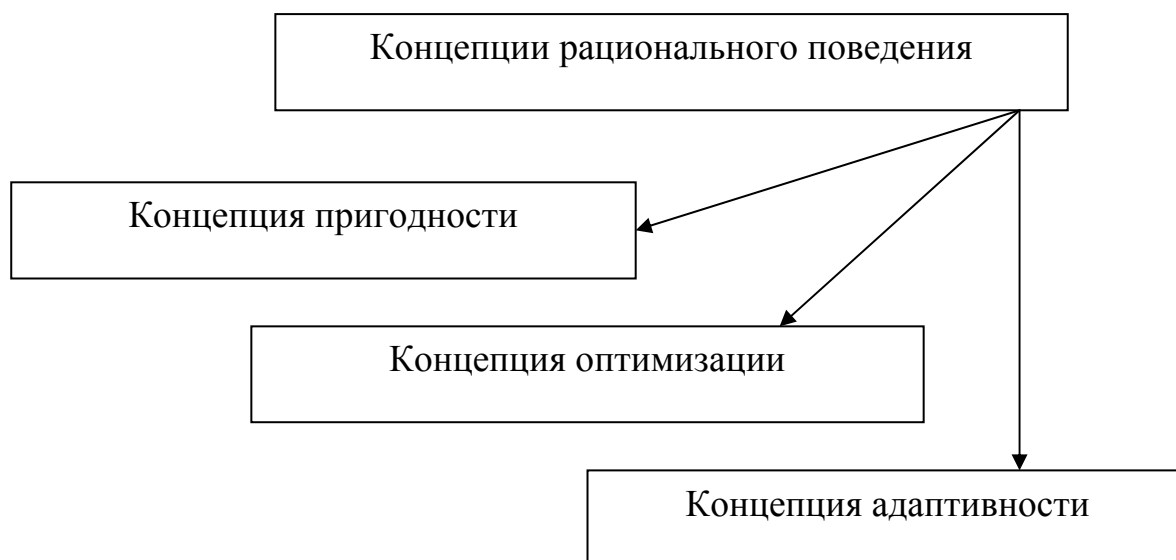 Концепции рационального поведения
Концепция пригодности
Концепция оптимизации
Концепция адаптивности